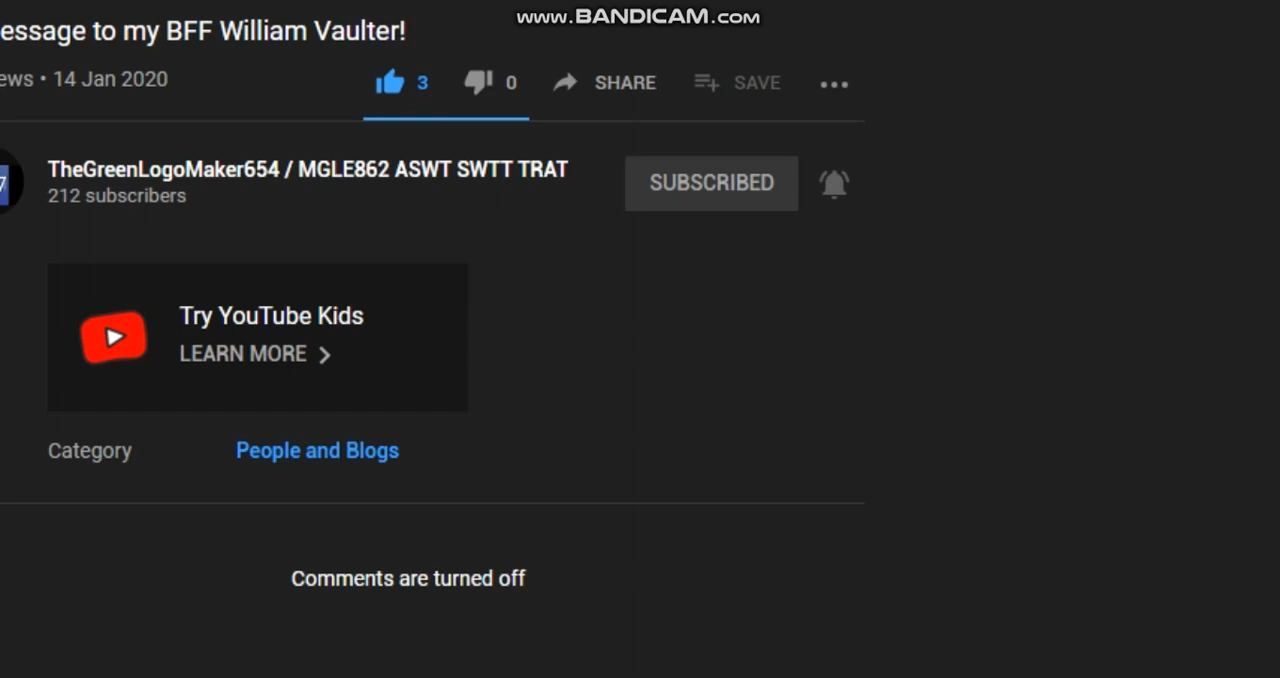 www.BANDICAM.com
essage to my BFF William Vaulter!
ews • 14 Jan 2020
3
0
SHARE
SAVE
TheGreenLogoMaker654 / MGLE862 ASWT SWTT TRAT
212 subscribers
SUBSCRIBED
7
Try YouTube Kids
LEARN MORE
Category
People and Blogs
Comments are turned off